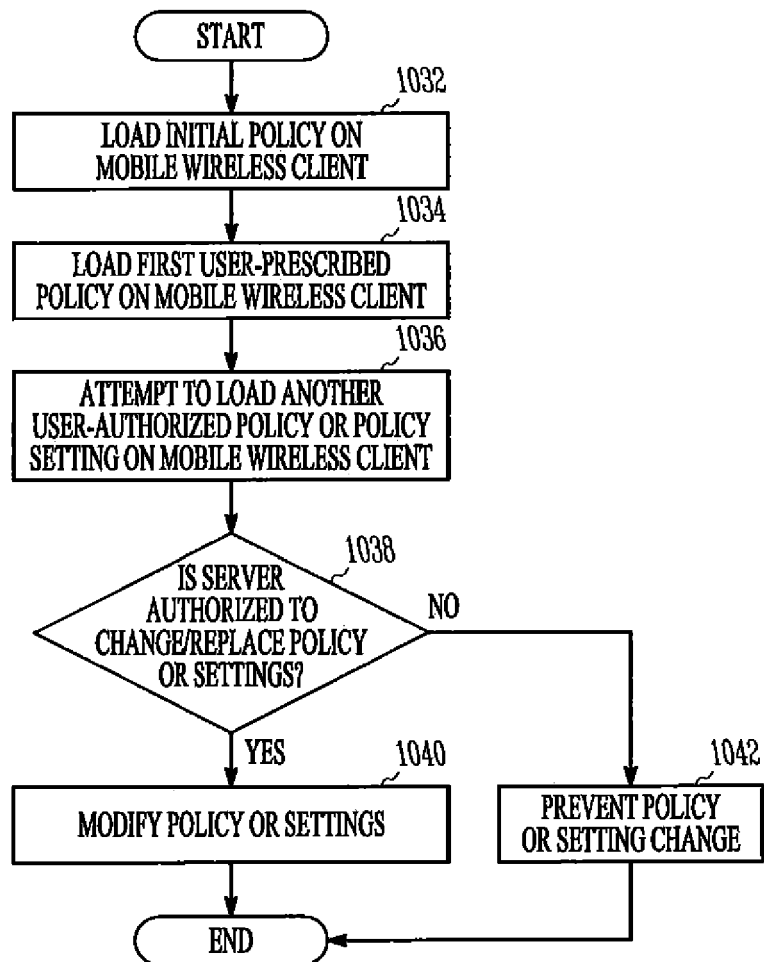 START
1032
LOAD INITIAL POLICY ON
MOBILE WIRELESS CLIENT
1034
LOAD FIRST USER-PRESCRIBED
POLICY ON MOBILE WIRELESS CLIENT
1036
ATTEMPT TO LOAD ANOTHER
USER-AUTHORIZED POLICY OR POLICY
SETTING ON MOBILE WIRELESS CLIENT
1038
IS SERVER
AUTHORIZED TO
CHANGE/REPLACE POLICY
OR SETTINGS?
NO
YES
1040
MODIFY POLICY OR SETTINGS
1042
PREVENT POLICY
OR SETTING CHANGE
END